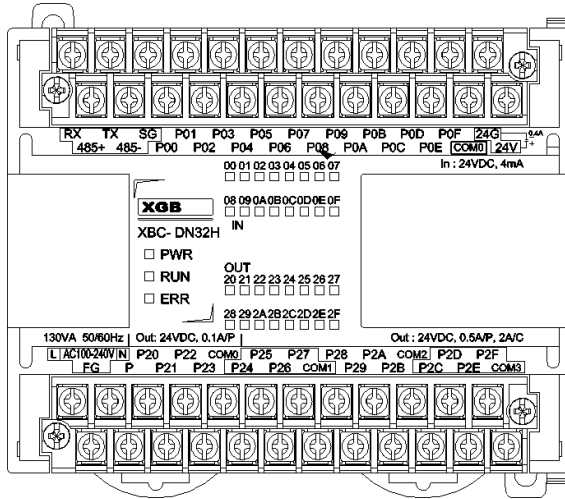 RX TX SG P01 P03 P05 P07 P09 P0B P0D P0F 24G 0.4A
485+ 485- P00 P02 P04 P06 P08 P0A P0C P0E COM0 24V
00 01 02 03 04 05 06 07
In : 24VDC, 4mA
08 09 0A 0B 0C 0D 0E 0F
IN
XGB
XBC- DN32H
PWR
RUN
ERR
OUT
20 21 22 23 24 25 26 27
28 29 2A 2B 2C 2D 2E 2F
130VA 50/60Hz Out: 24VDC, 0.1A/P Out : 24VDC, 0.5A/P, 2A/C
L AC100-240V N P20 P22 COM0 P25 P27 P28 P2A COM2 P2D P2F
FG P P21 P23 P24 P26 COM1 P29 P2B P2C P2E COM3